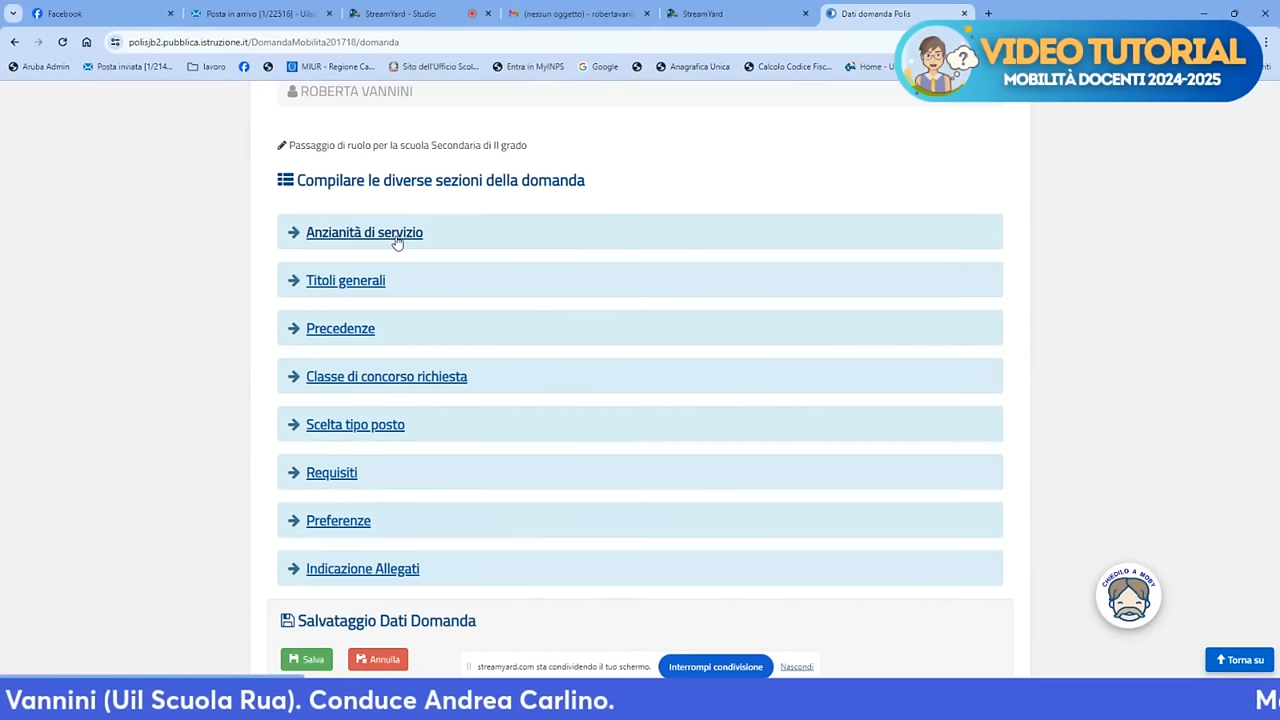 Facebook
Posta in arrivo [1/22516] - Uil
StreamYard - Studio
(nessun oggetto) - robertavani
StreamYard
Dati domanda Polis
polisjb2.pubblica.istruzione.it/DomandaMobilita201718/domanda
Aruba Admin
Posta inviata [1/214...
lavoro
MIUR - Regione Ca...
Sito dell'Ufficio Scol...
Entra in MyINPS
Google
Anagrafica Unica
Calcolo Codice Fisc...
Home - U
VIDEO TUTORIAL
MOBILITÀ DOCENTI 2024-2025
ROBERTA VANNINI
Passaggio di ruolo per la scuola Secondaria di II grado
Compilare le diverse sezioni della domanda
Anzianità di servizio
Titoli generali
Precedenze
Classe di concorso richiesta
Scelta tipo posto
Requisiti
Preferenze
Indicazione Allegati
CHIEDILO A MOBY
Salvataggio Dati Domanda
Salva
Annulla
streamyard.com sta condividendo il tuo schermo.
Interrompi condivisione
Nascondi
Torna su
Vannini (Uil Scuola Rua). Conduce Andrea Carlino.